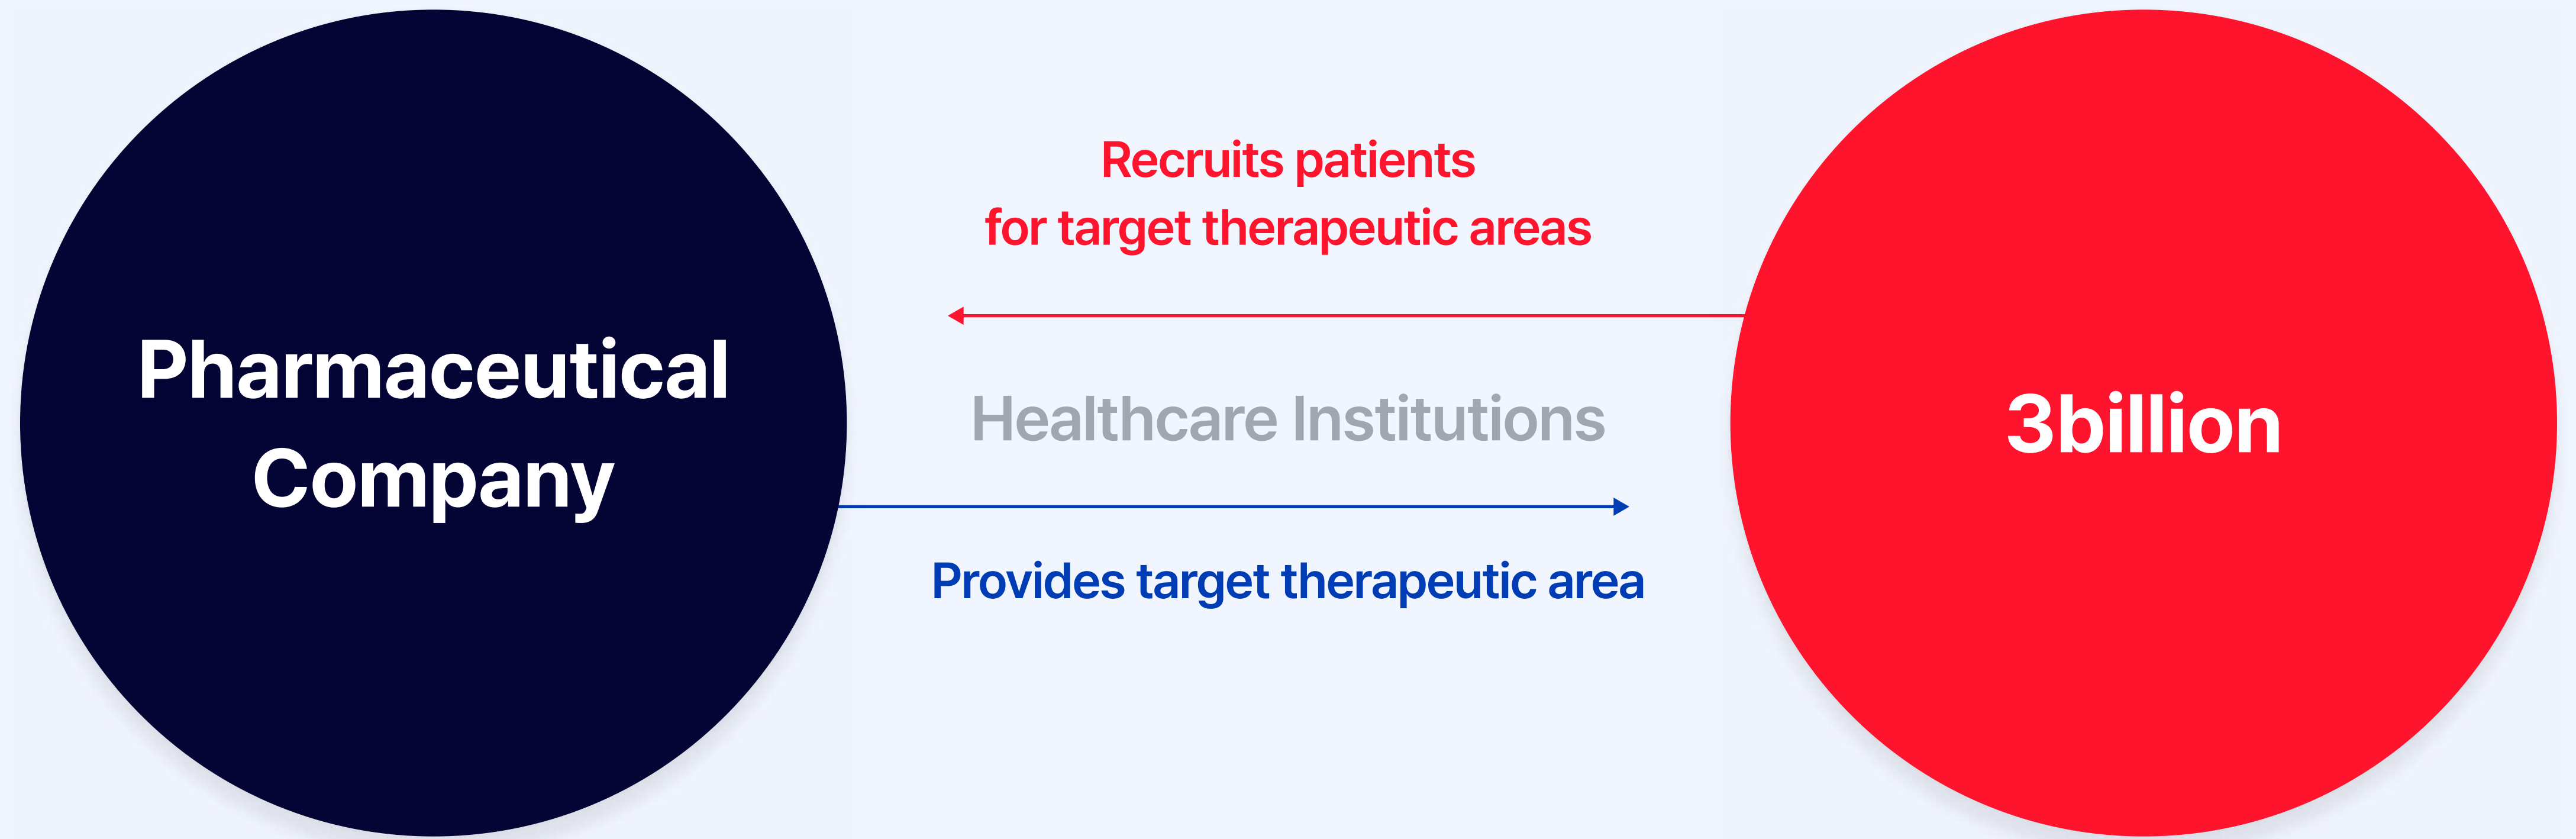 Pharmaceutical
Company
Recruits patients
for target therapeutic areas
Healthcare Institutions
Provides target therapeutic area
3billion